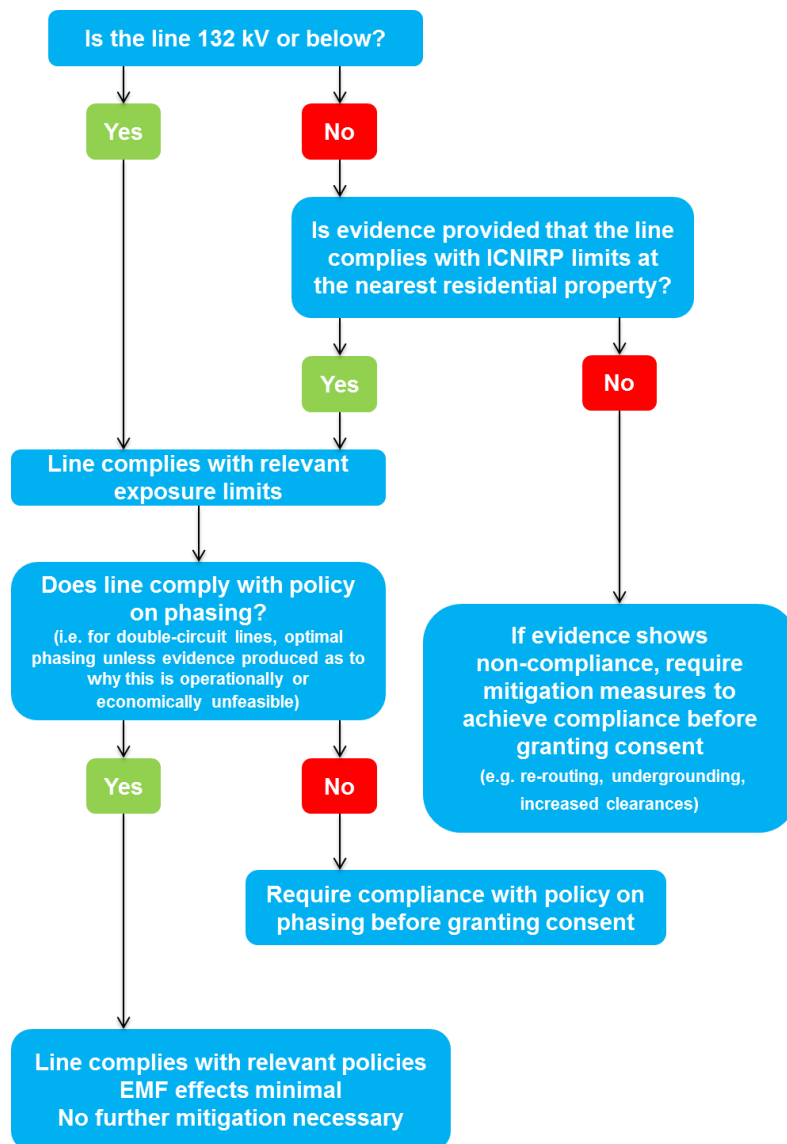 Is the line 132 kV or below?
Yes
No
Is evidence provided that the line
complies with ICNIRP limits at
the nearest residential property?
Yes
No
Line complies with relevant
exposure limits
Does line comply with policy
on phasing?
(i.e. for double-circuit lines, optimal
phasing unless evidence produced as to
why this is operationally or
economically unfeasible)
If evidence shows
non-compliance, require
mitigation measures to
achieve compliance before
granting consent
(e.g. re-routing, undergrounding,
increased clearances)
Yes
No
Require compliance with policy on
phasing before granting consent
Line complies with relevant policies
EMF effects minimal
No further mitigation necessary